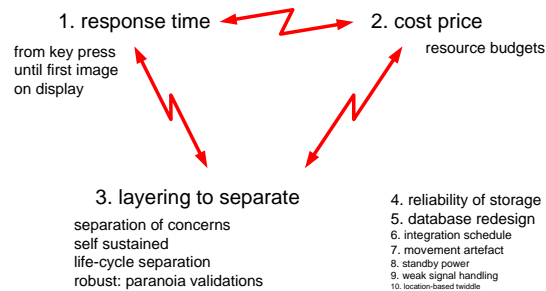 1. response time
from key press
until first image
on display
2. cost price
resource budgets
3. layering to separate
separation of concerns
self sustained
life-cycle separation
robust: paranoia validations
4. reliability of storage
5. database redesign
6. integration schedule
7. movement artefact
8. standby power
9. weak signal handling
10. location-based twiddle